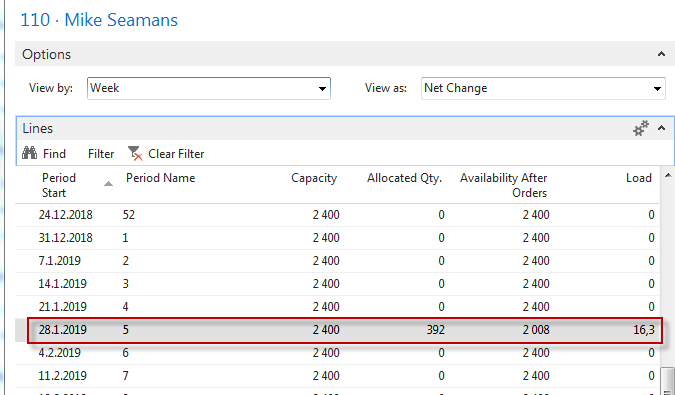 110 · Mike Seamans
Options
View by: Week View as: Net Change
Lines
Find Filter Clear Filter
Period Start Period Name Capacity Allocated Qty. Availability After Orders Load
24.12.2018 52 2 400 0 2 400 0
31.12.2018 1 2 400 0 2 400 0
7.1.2019 2 2 400 0 2 400 0
14.1.2019 3 2 400 0 2 400 0
21.1.2019 4 2 400 0 2 400 0
28.1.2019 5 2 400 392 2 008 16,3
4.2.2019 6 2 400 0 2 400 0
11.2.2019 7 2 400 0 2 400 0